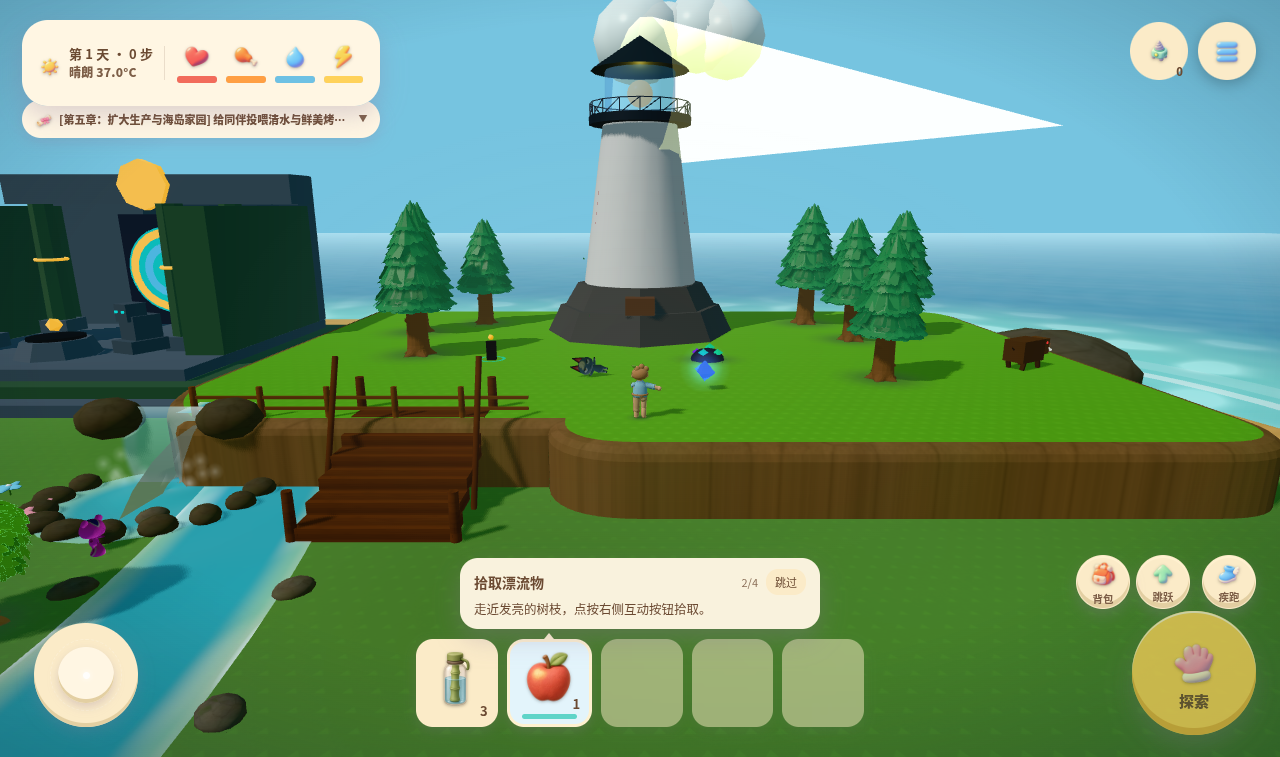 第 1 天 · 0 步
晴朗 37.0°C
[第五章：扩大生产与海岛家园] 给同伴投喂清水与鲜美烤···
0
拾取漂流物
2/4
跳过
走近发亮的树枝，点按右侧互动按钮拾取。
背包
跳跃
疾跑
探索
3
1